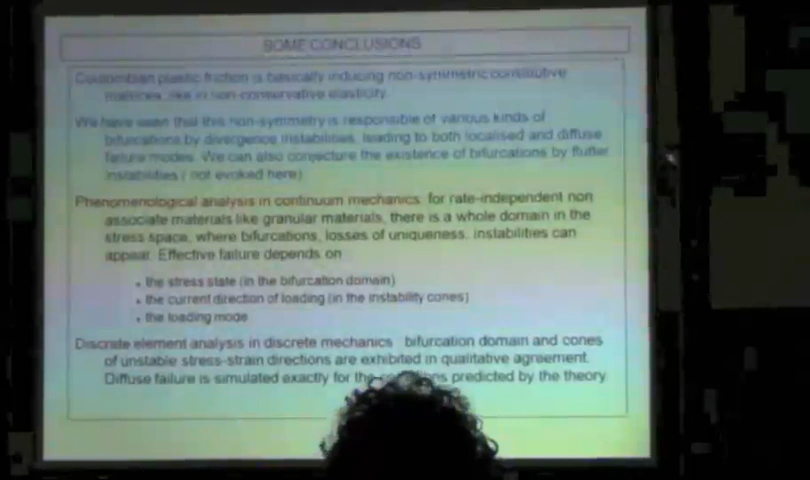 SOME CONCLUSIONS
Coulombian plastic friction is basically inducing non-symmetric constitutive
matrices, like in non-conservative elasticity.
We have seen that this non-symmetry is responsible of various kinds of
bifurcations by divergence instabilities, leading to both localised and diffuse
failure modes. We can also conjecture the existence of bifurcations by flutter
instabilities ( not evoked here)
Phenomenological analysis in continuum mechanics for rate-independent non
associate materials like granular materials, there is a whole domain in the
stress space, where bifurcations, losses of uniqueness, instabilities can
appear. Effective failure depends on
• the stress state (in the bifurcation domain)
• the current direction of loading (in the instability cones)
• the loading mode
Discrete element analysis in discrete mechanics bifurcation domain and cones
of unstable stress-strain directions are exhibited in qualitative agreement.
Diffuse failure is simulated exactly for the predicted by the theory